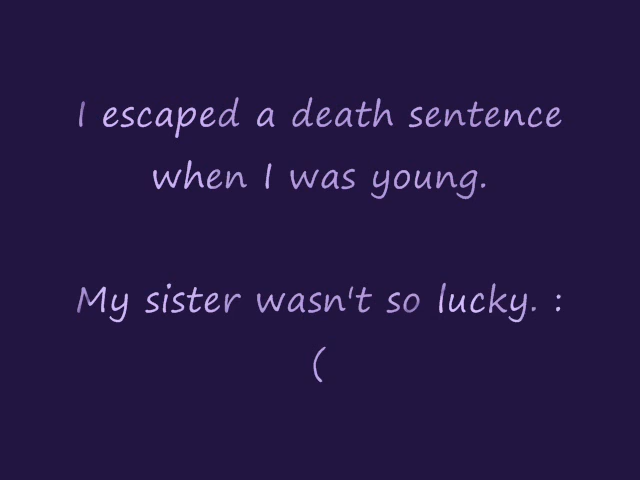 I escaped a death sentence
when I was young.
My sister wasn't so lucky. :
(